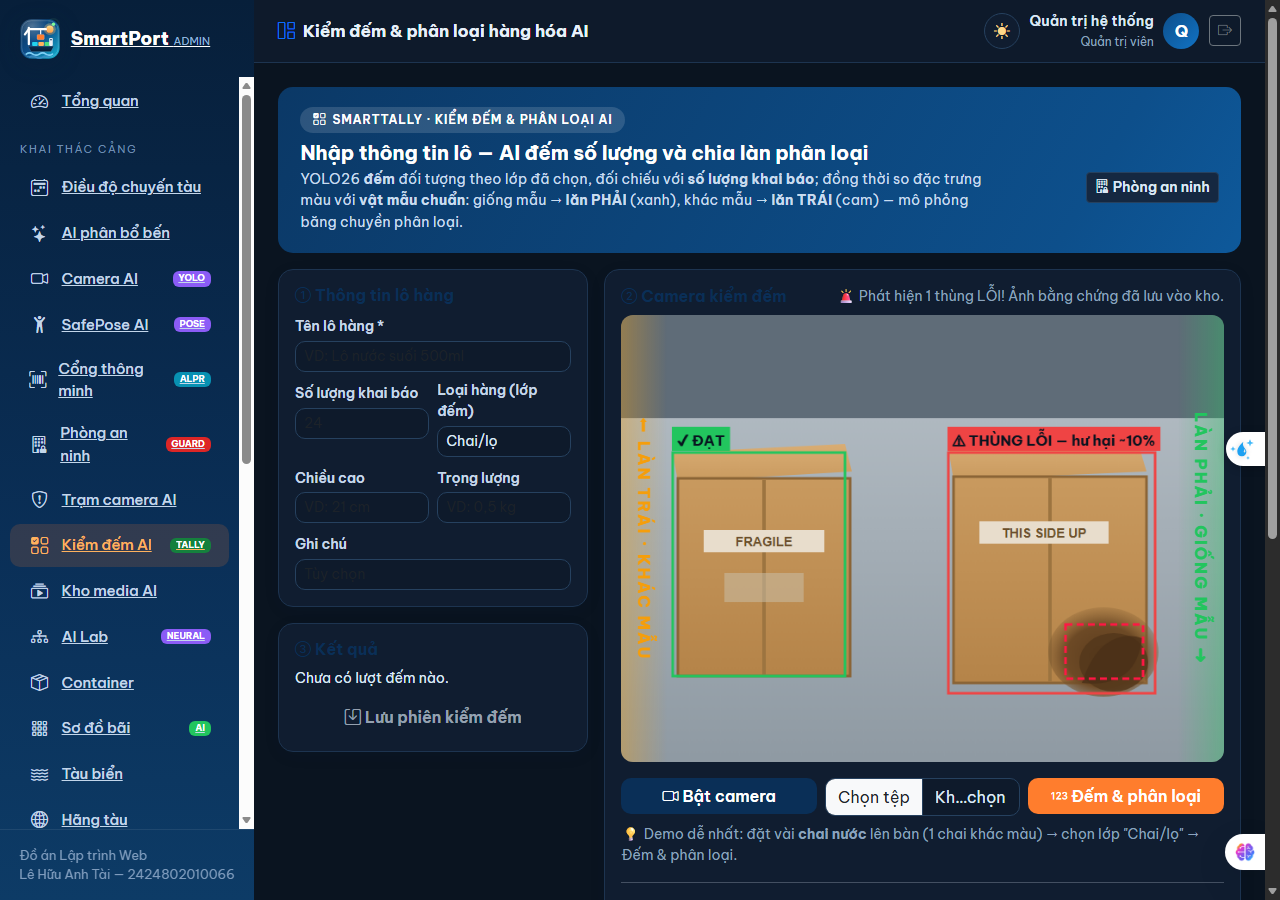 SmartPort ADMIN
Tổng quan
KHAI THÁC CẢNG
Điều độ chuyến tàu
AI phân bổ bến
Camera AI YOLO
SafePose AI POSE
Cổng thông
minh ALPR
Phòng an
ninh GUARD
Trạm camera AI
Kiểm đếm AI TALLY
Kho media AI
AI Lab NEURAL
Container
Sơ đồ bãi AI
Tàu biển
Hãng tàu
Đồ án Lập trình Web
Lê Hữu Anh Tài — 2424802010066
Kiểm đếm & phân loại hàng hóa AI
Quản trị hệ thống
Quản trị viên
Q
SMARTTALLY · KIỂM ĐẾM & PHÂN LOẠI AI
Nhập thông tin lô — AI đếm số lượng và chia làn phân loại
YOLO26 đếm đối tượng theo lớp đã chọn, đối chiếu với số lượng khai báo; đồng thời so đặc trưng
màu với vật mẫu chuẩn: giống mẫu → lăn PHẢI (xanh), khác mẫu → lăn TRÁI (cam) — mô phỏng
băng chuyền phân loại.
Phòng an ninh
① Thông tin lô hàng
Tên lô hàng *
VD: Lô nước suối 500ml
Số lượng khai báo
24
Loại hàng (lớp
đếm)
Chai/lọ
Chiều cao
VD: 21 cm
Trọng lượng
VD: 0.5 kg
Ghi chú
Tùy chọn
③ Kết quả
Chưa có lượt đếm nào.
Lưu phiên kiểm đếm
② Camera kiểm đếm
🚨 Phát hiện 1 thùng LỖI! Ảnh bằng chứng đã lưu vào kho.
← LÀN TRÁI · KHÁC MẪU
✓ ĐẠT
FRAGILE
⚠ THÙNG LỖI — hư hại ~10%
THIS SIDE UP
LÀN PHẢI · GIỐNG MẪU →
Bật camera
Chọn tệp
Kh...chọn
123 Đếm & phân loại
💡 Demo dễ nhất: đặt vài chai nước lên bàn (1 chai khác màu) → chọn lớp "Chai/lọ" →
Đếm & phân loại.